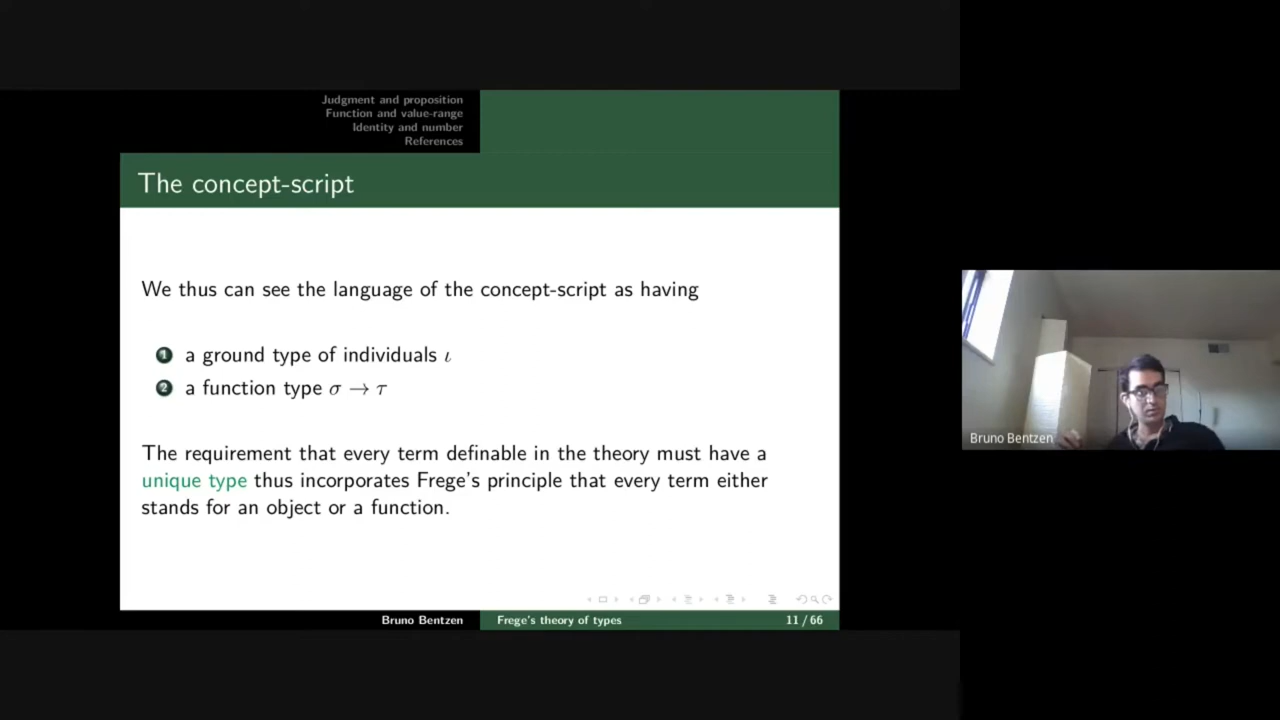 Judgment and proposition
Function and value-range
Identity and number
References
The concept-script
We thus can see the language of the concept-script as having
1 a ground type of individuals ι
2 a function type σ → τ
The requirement that every term definable in the theory must have a
unique type thus incorporates Frege's principle that every term either
stands for an object or a function.
Bruno Bentzen
Frege's theory of types
11 / 66
Bruno Bentzen